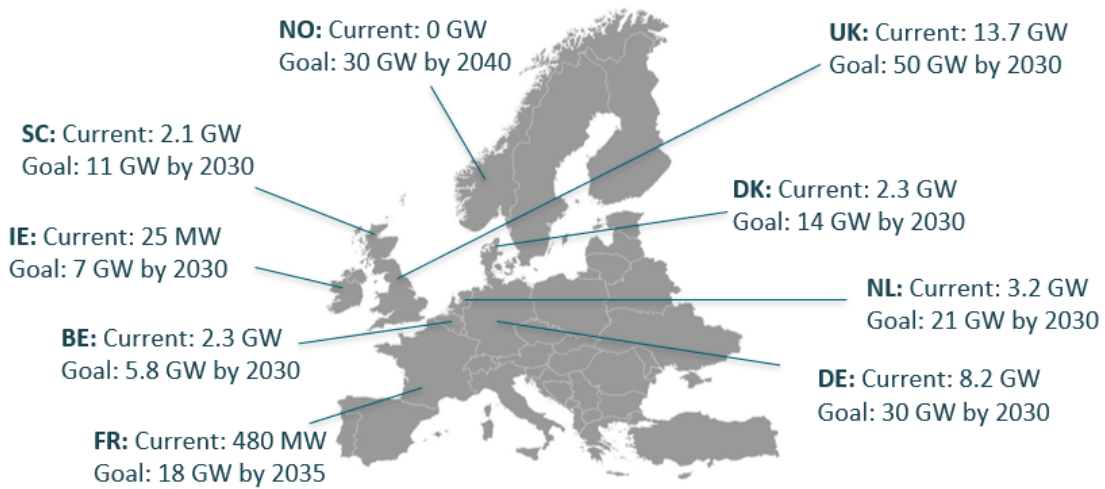 NO: Current: 0 GW
Goal: 30 GW by 2040
UK: Current: 13.7 GW
Goal: 50 GW by 2030
SC: Current: 2.1 GW
Goal: 11 GW by 2030
DK: Current: 2.3 GW
Goal: 14 GW by 2030
IE: Current: 25 MW
Goal: 7 GW by 2030
NL: Current: 3.2 GW
Goal: 21 GW by 2030
BE: Current: 2.3 GW
Goal: 5.8 GW by 2030
DE: Current: 8.2 GW
Goal: 30 GW by 2030
FR: Current: 480 MW
Goal: 18 GW by 2035